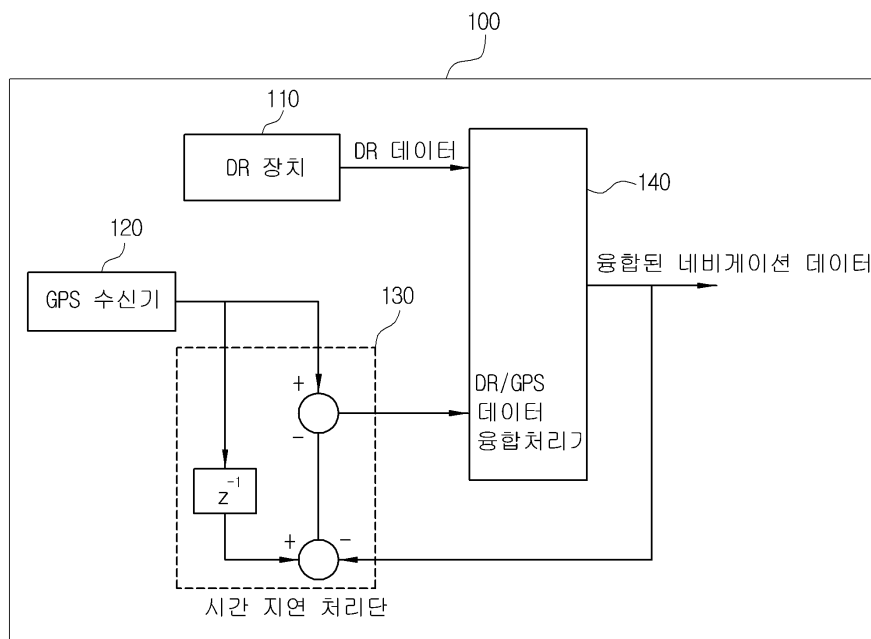 100
110
DR 장치
DR 데이터
140
120
GPS 수신기
융합된 네비게이션 데이터
130
+
-
DR/GPS
데이터
융합처리기
z⁻¹
+
-
시간 지연 처리단